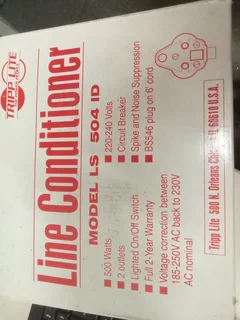 TRIPP LITE
Line Conditioner
MODEL LS 504 ID
■ 500 Watts
■ 2 outlets
■ Lighted On/Off Switch
■ Full 2-Year Warranty
■ Voltage correction between
185-250V AC back to 230V
AC nominal
■ 220-240 Volts
■ Circuit Breaker
■ Spike and Noise Suppression
■ BS546 plug on 6' cord
Tripp Lite 500 N. Orleans IL 60610 U.S.A.